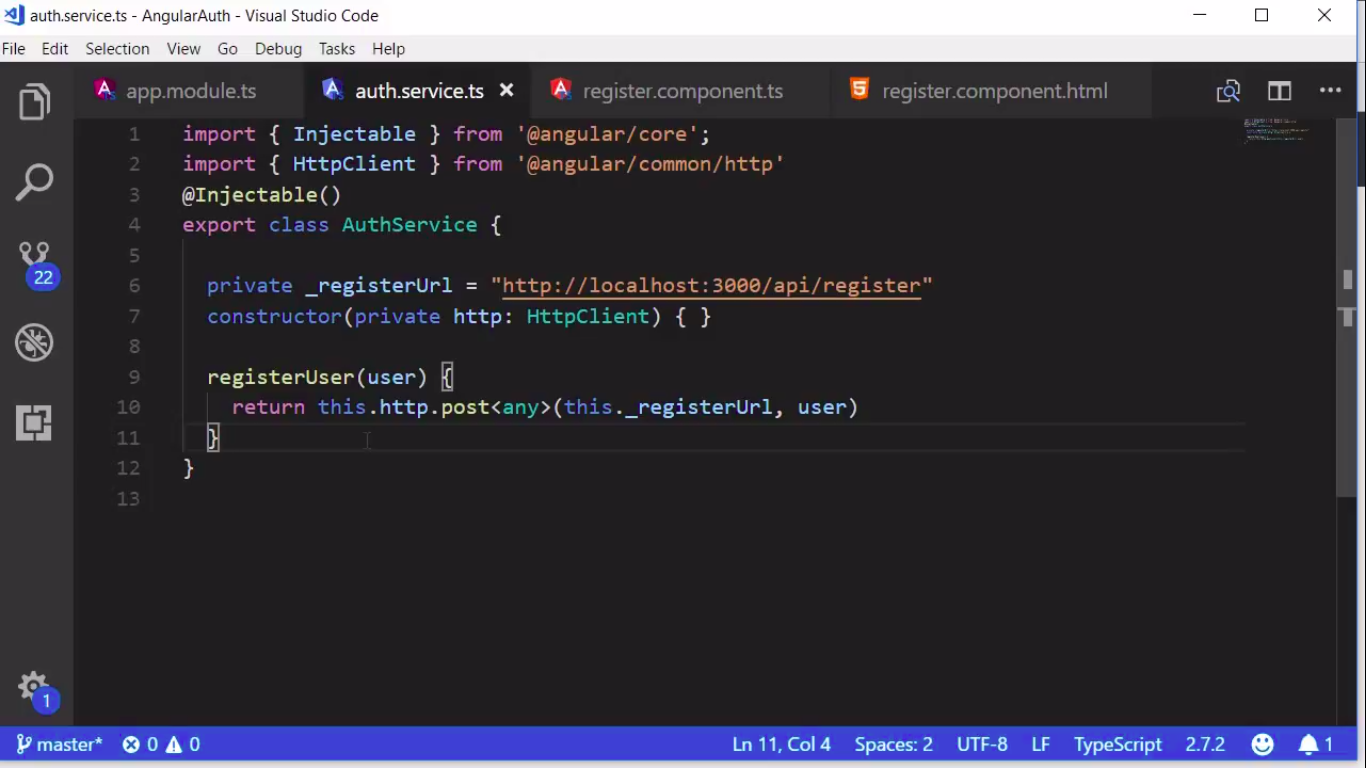 auth.service.ts - AngularAuth - Visual Studio Code
File Edit Selection View Go Debug Tasks Help
app.module.ts auth.service.ts register.component.ts register.component.html
1 import { Injectable } from '@angular/core';
2 import { HttpClient } from '@angular/common/http'
3 @Injectable()
4 export class AuthService {
5
6 private _registerUrl = "http://localhost:3000/api/register"
7 constructor(private http: HttpClient) { }
8
9 registerUser(user) {
10 return this.http.post<any>(this._registerUrl, user)
11 }
12 }
13
22
1
master* 0 0 Ln 11, Col 4 Spaces: 2 UTF-8 LF TypeScript 2.7.2 1